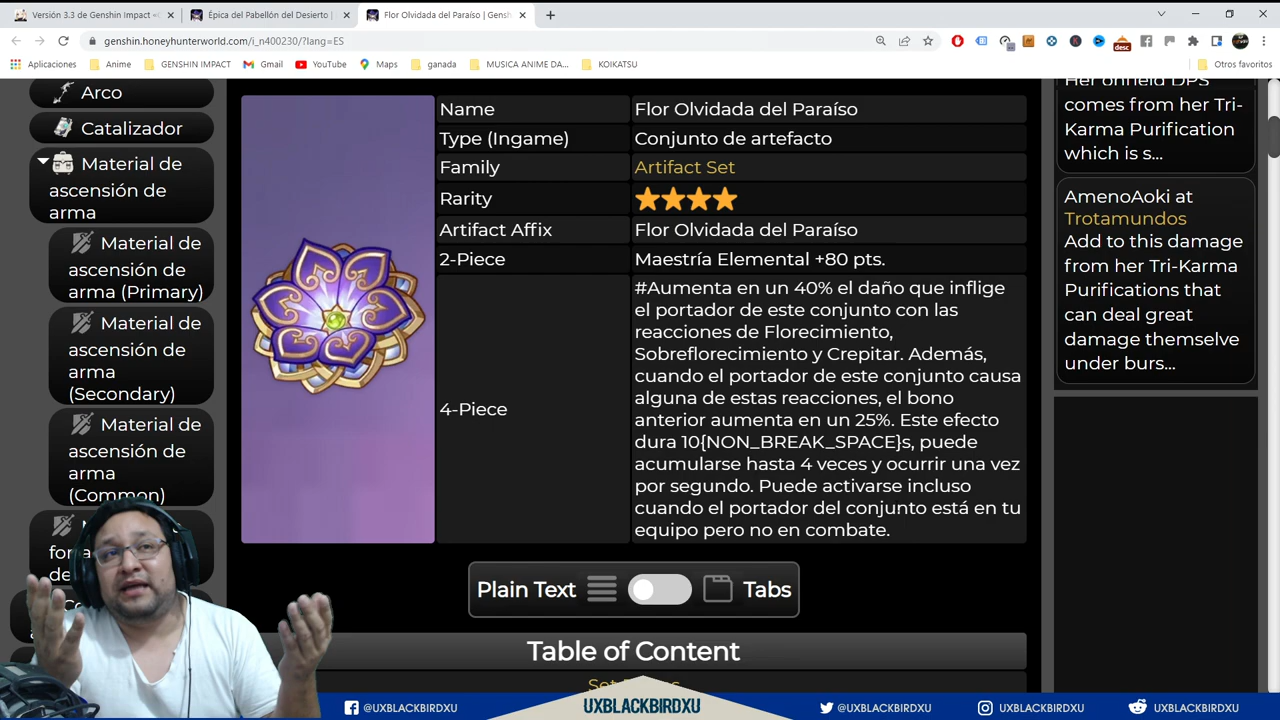 Versión 3.3 de Genshin Impact
Épica del Pabellón del Desierto |
Flor Olvidada del Paraíso | Gensh
genshin.honeyhunterworld.com/i_n400230/?lang=ES
Aplicaciones
Anime
GENSHIN IMPACT
Gmail
YouTube
Maps
ganada
MUSICA ANIME DA...
KOIKATSU
Otros favoritos
Arco
Catalizador
Material de
ascensión de
arma
Material de
ascensión de
arma (Primary)
Material de
ascensión de
arma
(Secondary)
Material de
ascensión de
arma
(Common)
Name
Flor Olvidada del Paraíso
Type (Ingame)
Conjunto de artefacto
Family
Artifact Set
Rarity
Artifact Affix
Flor Olvidada del Paraíso
2-Piece
Maestría Elemental +80 pts.
4-Piece
#Aumenta en un 40% el daño que inflige
el portador de este conjunto con las
reacciones de Florecimiento,
Sobreflorecimiento y Crepitar. Además,
cuando el portador de este conjunto causa
alguna de estas reacciones, el bono
anterior aumenta en un 25%. Este efecto
dura 10{NON_BREAK_SPACE}s, puede
acumularse hasta 4 veces y ocurrir una vez
por segundo. Puede activarse incluso
cuando el portador del conjunto está en tu
equipo pero no en combate.
Plain Text
Tabs
Table of Content
Her onfield DPS
comes from her Tri-
Karma Purification
which is s...
AmenoAoki at
Trotamundos
Add to this damage
from her Tri-Karma
Purifications that
can deal great
damage themselves
under burs...
desc
@UXBLACKBIRDXU
UXBLACKBIRDXU
@UXBLACKBIRDXU
@UXBLACKBIRDXU
UXBLACKBIRDXU